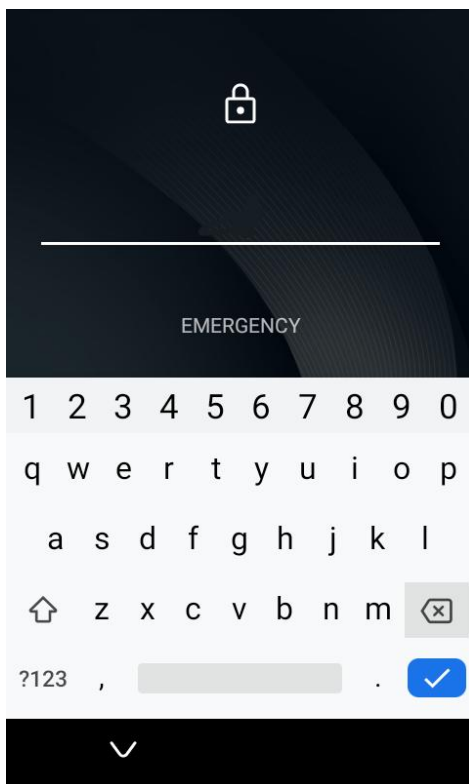 EMERGENCY
1 2 3 4 5 6 7 8 9 0
q w e r t y u i o p
a s d f g h j k l
z x c v b n m
?123 , .